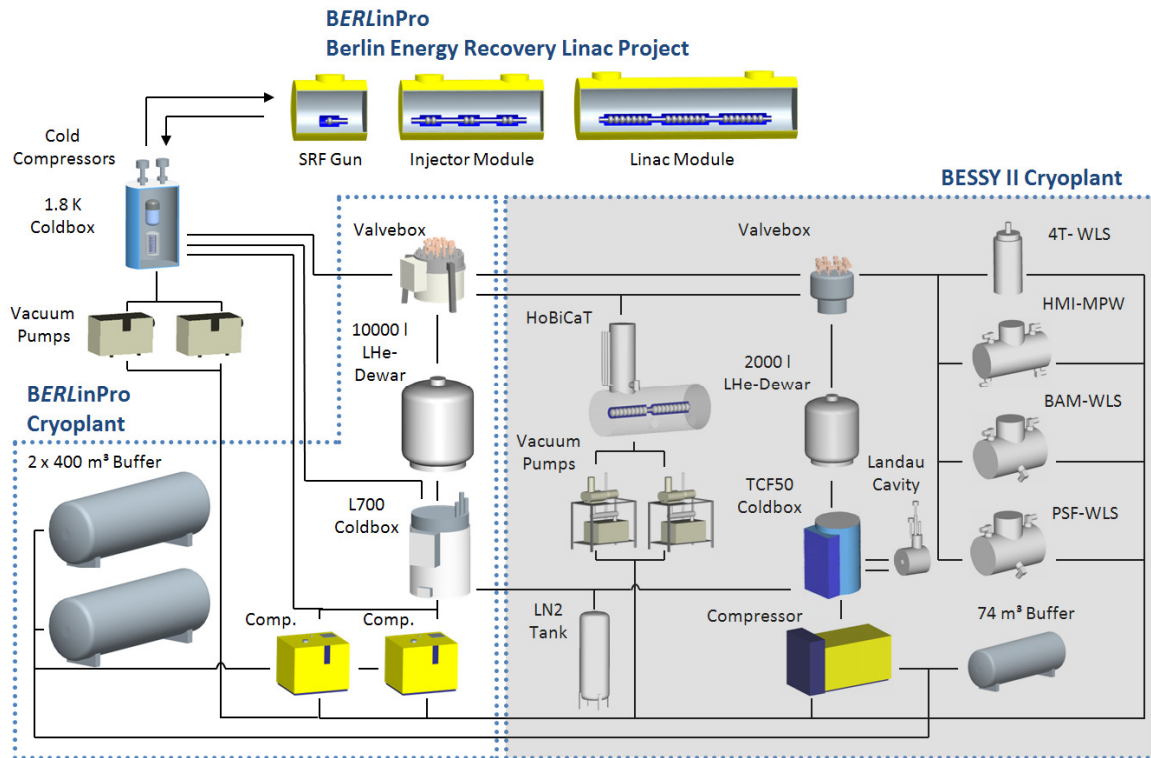 BERLinPro
Berlin Energy Recovery Linac Project
SRF Gun
Injector Module
Linac Module
Cold
Compressors
1.8 K
Coldbox
Vacuum
Pumps
BERLinPro
Cryoplant
2 x 400 m³ Buffer
Valvebox
10000 l
LHe-
Dewar
L700
Coldbox
Comp.
Comp.
BESSY II Cryoplant
Valvebox
HoBiCaT
2000 l
LHe-Dewar
Vacuum
Pumps
TCF50
Coldbox
Landau
Cavity
LN2
Tank
Compressor
74 m³ Buffer
4T- WLS
HMI-MPW
BAM-WLS
PSF-WLS